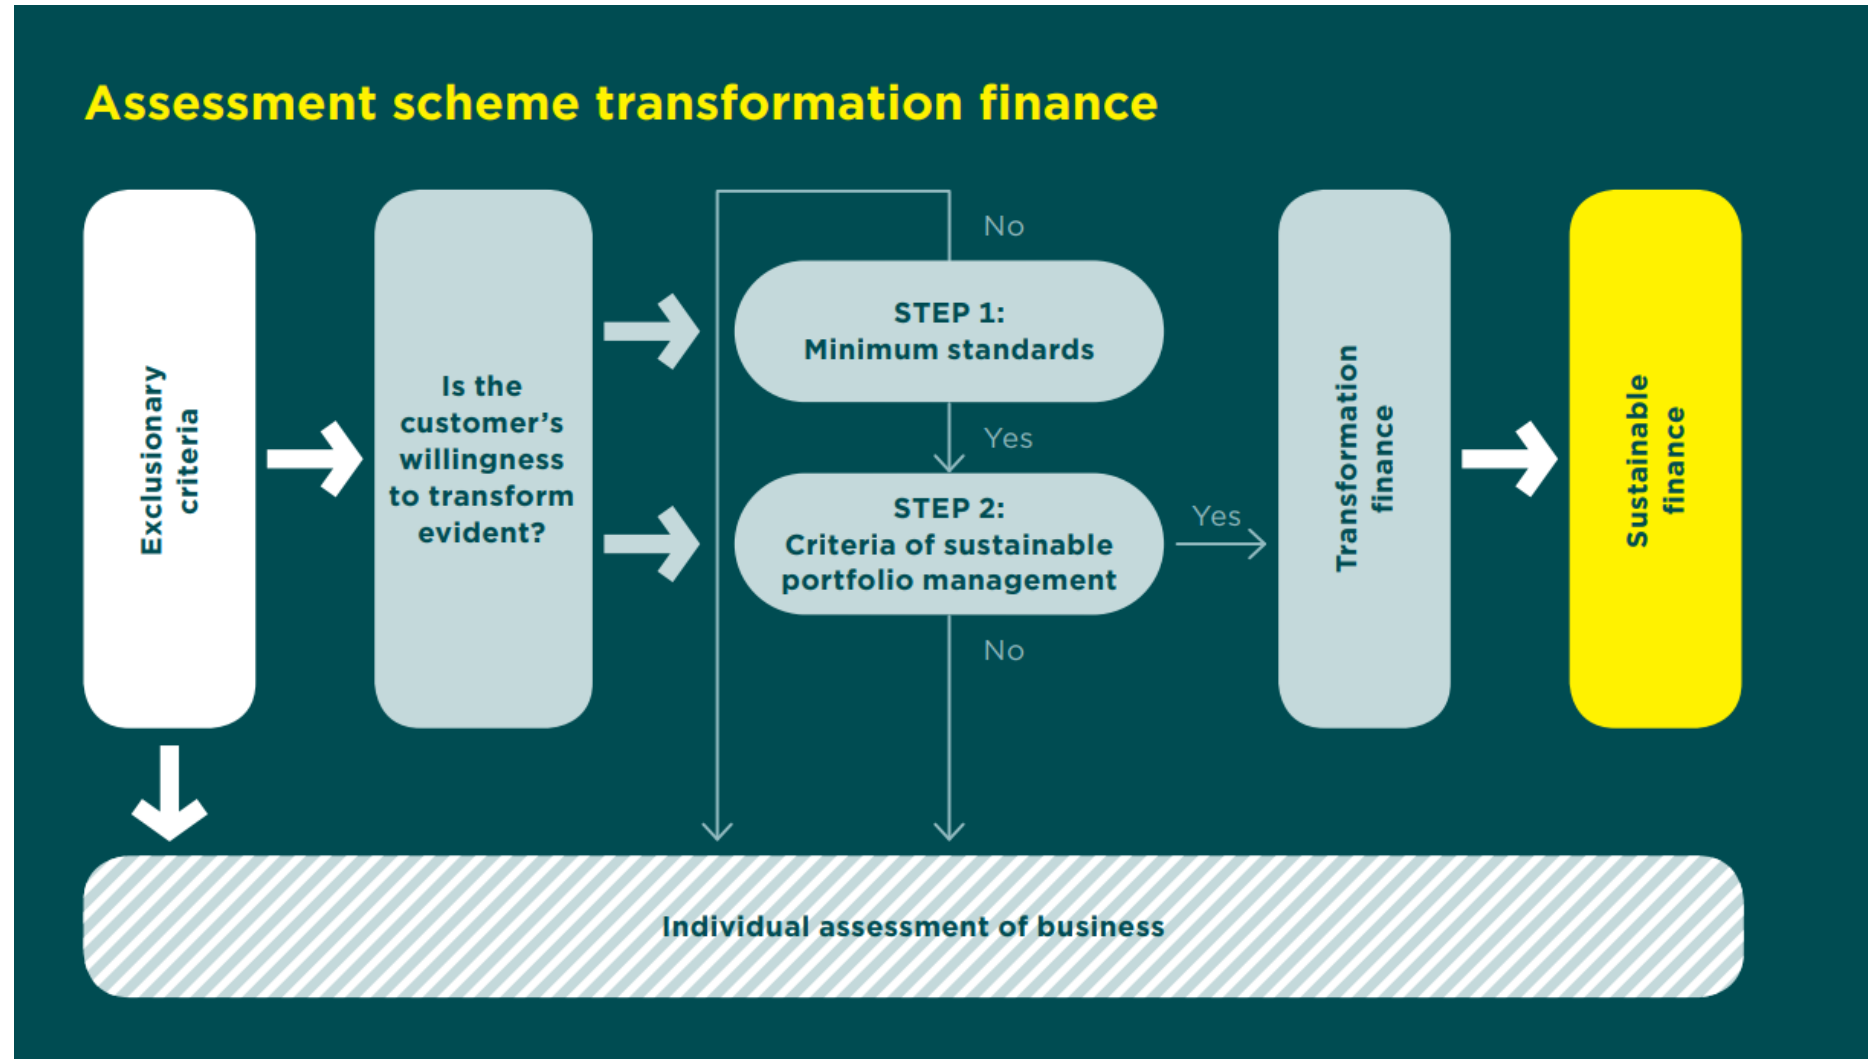 Assessment scheme transformation finance
Exclusionary
criteria
Is the
customer’s
willingness
to transform
evident?
No
STEP 1:
Minimum standards
Yes
STEP 2:
Criteria of sustainable
portfolio management
Yes
No
Transformation
finance
Sustainable
finance
Individual assessment of business